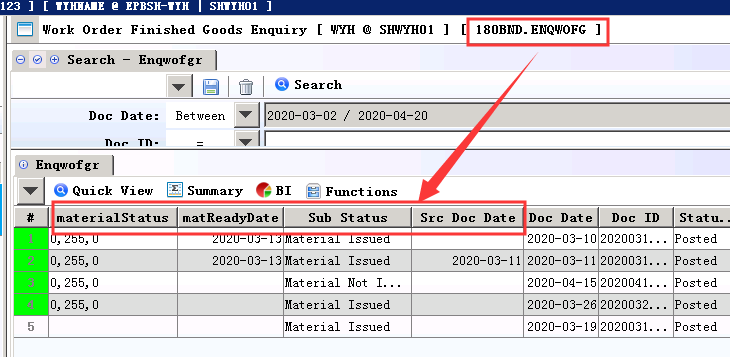 123 ] [ WYHNAME @ EPBSH-WYH | SHWYH01 ]
Work Order Finished Goods Enquiry [ WYH @ SHWYH01 ] [ 180BND.ENQWOFG ]
Search - Enqwofgr
Search
Doc Date: Between 2020-03-02 / 2020-04-20
Doc ID: =
Enqwofgr
Quick View Summary BI Functions
# materialStatus matReadyDate Sub Status Src Doc Date Doc Date Doc ID Statu..
1 0,255,0 2020-03-13 Material Issued 2020-03-10 2020031... Posted
2 0,255,0 2020-03-13 Material Issued 2020-03-11 2020-03-11 2020031... Posted
3 0,255,0 Material Not I... 2020-04-15 2020041... Posted
4 0,255,0 Material Issued 2020-03-26 2020032... Posted
5 Material Issued 2020-03-19 2020031... Posted